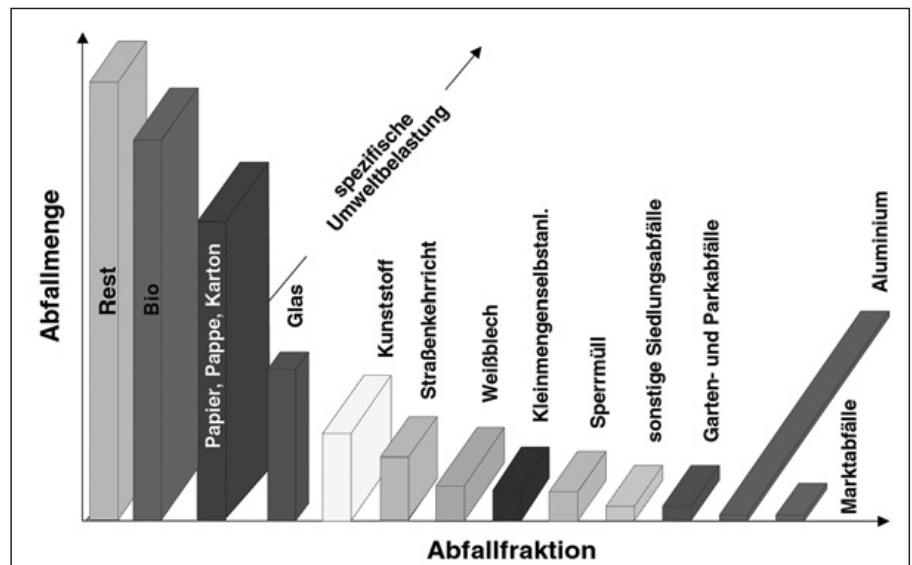 Abfallmenge
spezifische
Umweltbelastung
Rest
Bio
Papier, Pappe, Karton
Glas
Kunststoff
Straßenkehrricht
Weißblech
Kleinmengenselbstanl.
Sperrmüll
sonstige Siedlungsabfälle
Garten- und Parkabfälle
Aluminium
Marktabfälle
Abfallfraktion